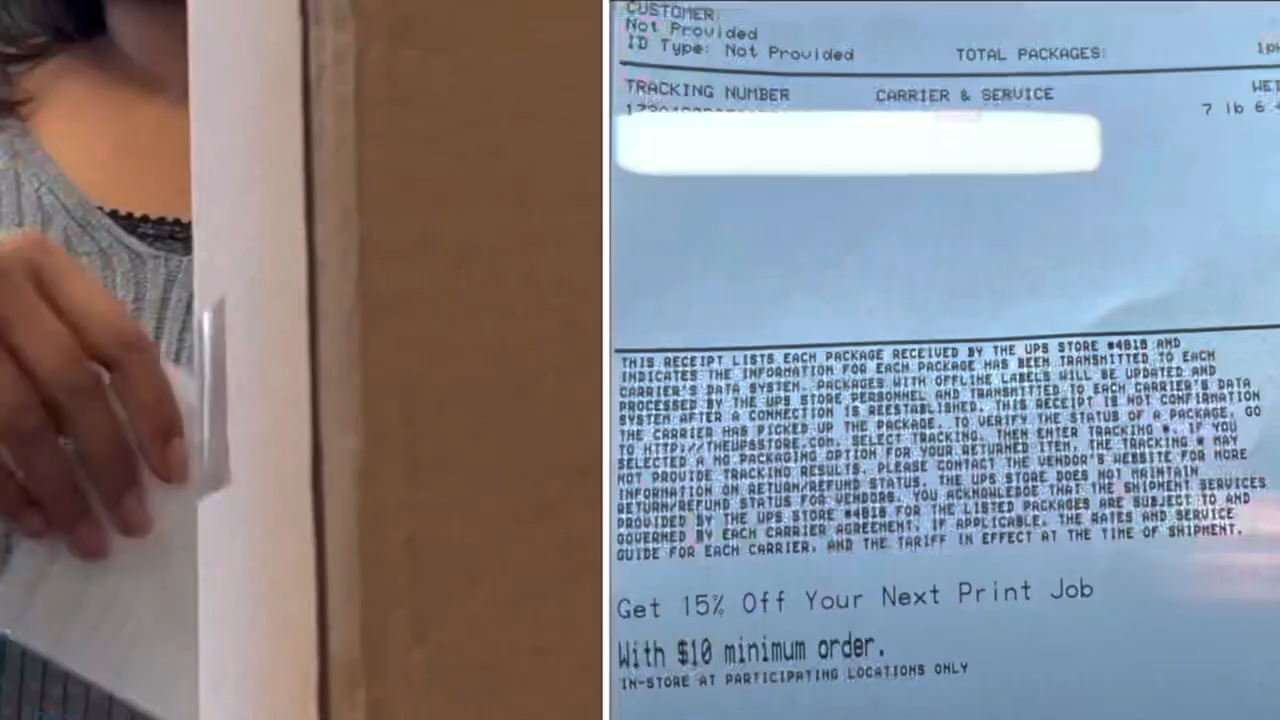 CUSTOMER:
Not Provided
ID Type: Not Provided
TOTAL PACKAGES:
TRACKING NUMBER CARRIER & SERVICE
7 lb 6
THIS RECEIPT LISTS EACH PACKAGE RECEIVED BY THE UPS STORE #4818 AND
INDICATES THE INFORMATION FOR EACH PACKAGE HAS BEEN TRANSMITTED TO EACH
CARRIER'S DATA SYSTEM. PACKAGES WITH OFFLINE LABELS WILL BE UPDATED AND
PROCESSED BY THE UPS STORE PERSONNEL AND TRANSMITTED TO EACH CARRIER'S DATA
SYSTEM AFTER A CONNECTION IS REESTABLISHED. THIS RECEIPT IS NOT CONFIRMATION
THE CARRIER HAS PICKED UP THE PACKAGE. TO VERIFY THE STATUS OF A PACKAGE, GO
TO HTTP://THEUPSSTORE.COM, SELECT TRACKING, THEN ENTER TRACKING #. IF YOU
SELECTED A NO PACKAGING OPTION FOR YOUR RETURNED ITEM, THE TRACKING # MAY
NOT PROVIDE TRACKING RESULTS. PLEASE CONTACT THE VENDOR'S WEBSITE FOR MORE
INFORMATION ON RETURN/REFUND STATUS. THE UPS STORE DOES NOT MAINTAIN
RETURN/REFUND STATUS FOR VENDORS. YOU ACKNOWLEDGE THAT THE SHIPMENT SERVICES
PROVIDED BY THE UPS STORE #4818 FOR THE LISTED PACKAGES ARE SUBJECT TO AND
GOVERNED BY EACH CARRIER AGREEMENT, IF APPLICABLE, THE RATES AND SERVICE
GUIDE FOR EACH CARRIER, AND THE TARIFF IN EFFECT AT THE TIME OF SHIPMENT.
Get 15% Off Your Next Print Job
With $10 minimum order.
IN-STORE AT PARTICIPATING LOCATIONS ONLY